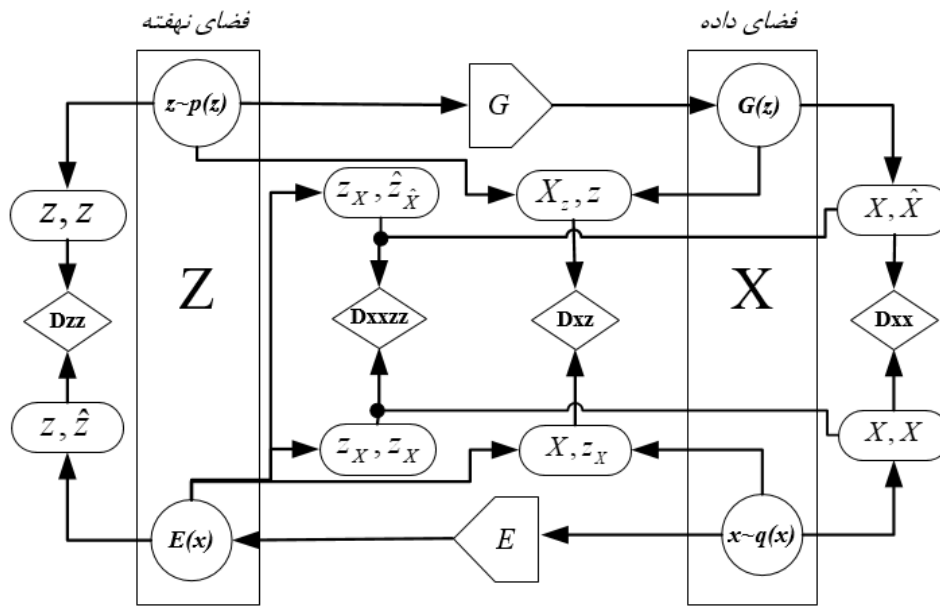 فضای داده
فضای نهفته
z~p(z)
G
G(z)
z_X, ẑ_X̂
X_z, z
X, X̂
z, z
Z
X
Dzz
Dxxzz
Dxz
Dxx
z, ẑ
z_X, z_X
X, z_X
X, X
E(x)
E
x~q(x)